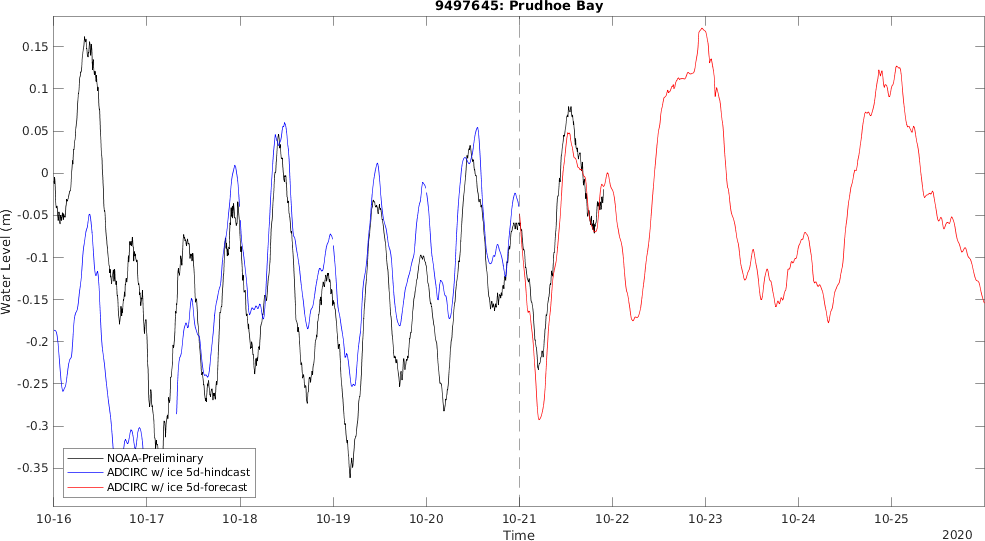 9497645: Prudhoe Bay
0.15
0.1
0.05
0
-0.05
-0.1
-0.15
-0.2
-0.25
-0.3
-0.35
Water Level (m)
NOAA-Preliminary
ADCIRC w/ ice 5d-hindcast
ADCIRC w/ ice 5d-forecast
10-16 10-17 10-18 10-19 10-20 10-21 10-22 10-23 10-24 10-25
Time
2020